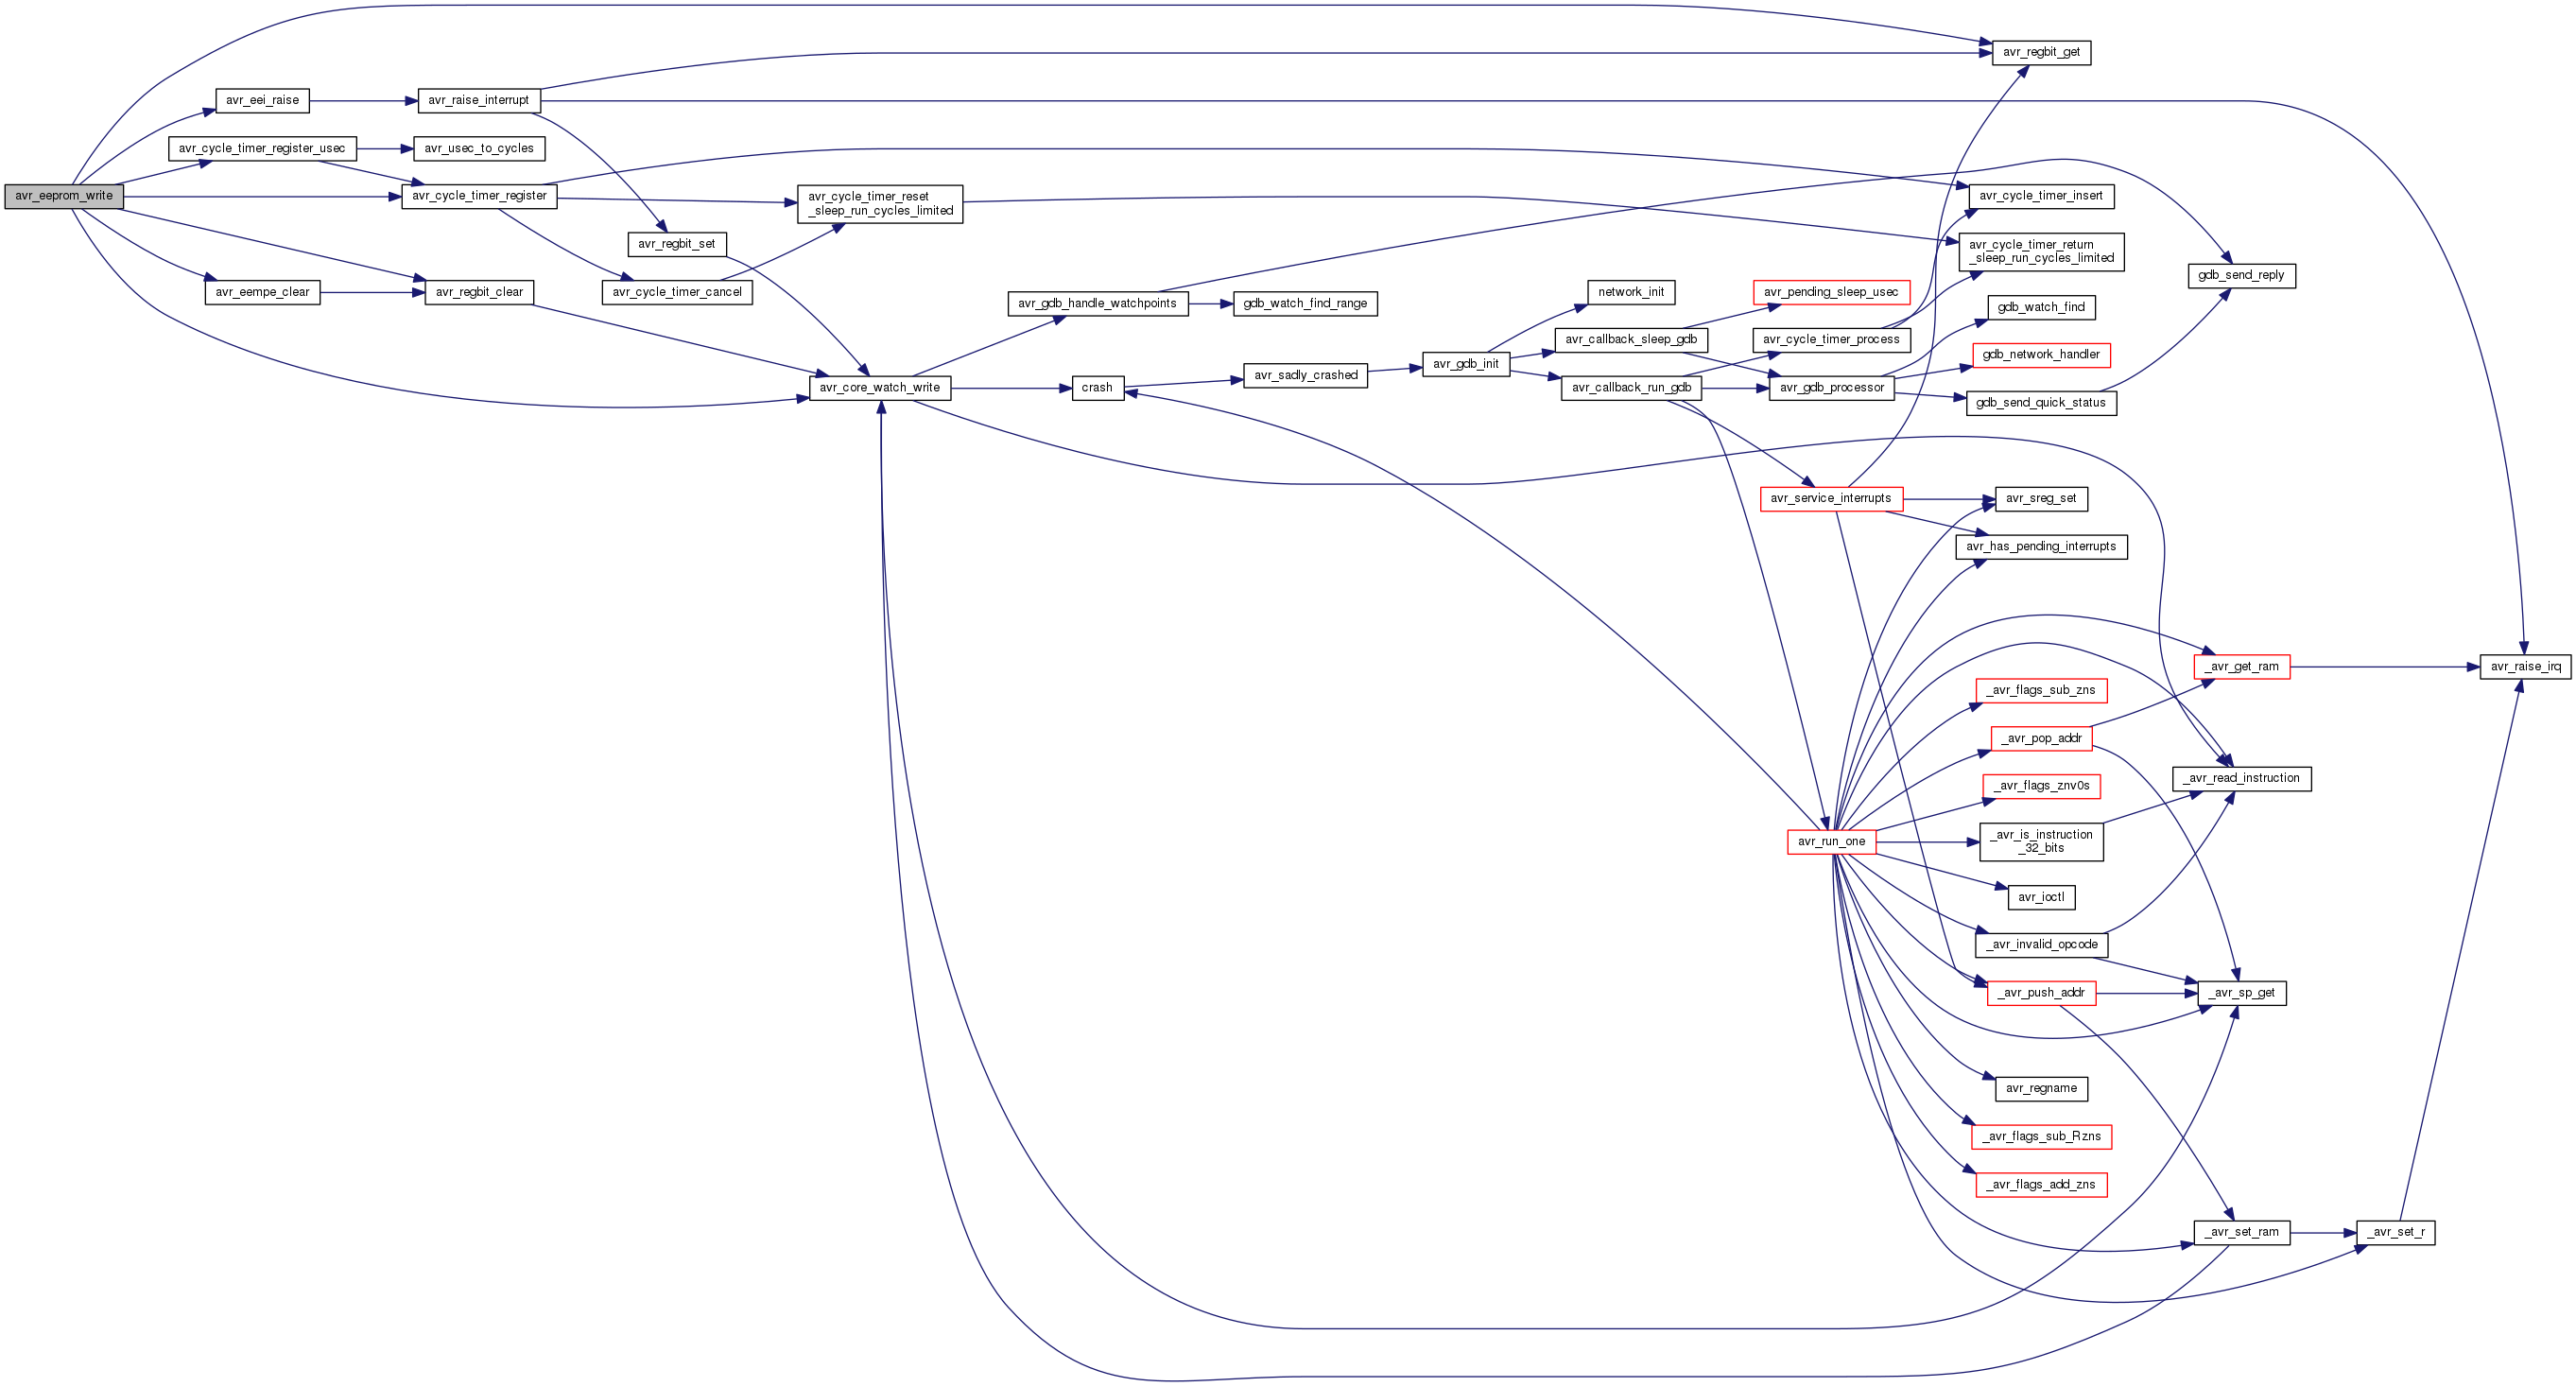 avr_regbit_get
avr_eei_raise
avr_raise_interrupt
avr_cycle_timer_register_usec
avr_usec_to_cycles
avr_eeprom_write
avr_cycle_timer_register
avr_cycle_timer_reset
_sleep_run_cycles_limited
avr_cycle_timer_insert
avr_regbit_set
avr_cycle_timer_return
_sleep_run_cycles_limited
gdb_send_reply
avr_eempe_clear
avr_regbit_clear
avr_cycle_timer_cancel
avr_gdb_handle_watchpoints
gdb_watch_find_range
network_init
avr_pending_sleep_usec
gdb_watch_find
avr_callback_sleep_gdb
avr_cycle_timer_process
gdb_network_handler
avr_gdb_init
avr_sadly_crashed
avr_core_watch_write
crash
avr_callback_run_gdb
avr_gdb_processor
gdb_send_quick_status
avr_service_interrupts
avr_sreg_set
avr_has_pending_interrupts
_avr_get_ram
avr_raise_irq
_avr_flags_sub_zns
_avr_pop_addr
_avr_read_instruction
_avr_flags_znv0s
avr_run_one
_avr_is_instruction
_32_bits
avr_ioctl
_avr_invalid_opcode
_avr_push_addr
_avr_sp_get
avr_regname
_avr_flags_sub_Rzns
_avr_flags_add_zns
_avr_set_ram
_avr_set_r